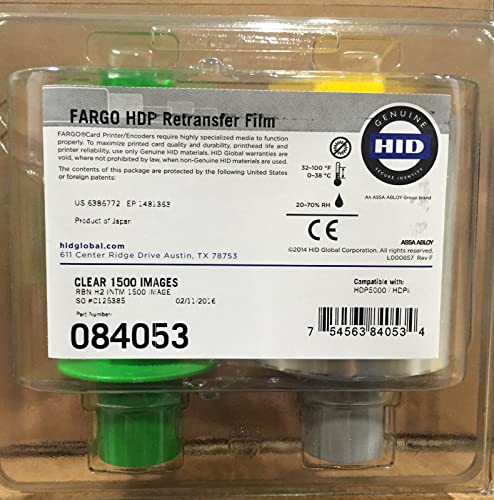 FARGO HDP Retransfer Film
FARGO®Card Printer/Encoders require highly specialized media to function
properly. To maximize printed card quality and durability, printhead life and
printer reliability, use only Genuine HID materials. HID Global warranties are
void, where not prohibited by law, when non-Genuine HID materials are used.
The contents of this package are protected by the following United States
or foreign patents:
US 6386772 EP 1481363
Product of Japan
hidglobal.com
611 Center Ridge Drive Austin, TX 78753
GENUINE
HID
SECURE IDENTITY
™
An ASSA ABLOY Group brand
32-100 °F
0-38 °C
20-70% RH
ASSA ABLOY
©2014 HID Global Corporation. All rights reserved.
L000857 Rev F
CLEAR 1500 IMAGES
RBN H2 INTM 1500 IMAGE
SO #C125385 02/11/2016
Part Number:
084053
Compatible with:
HDP5000 / HDPii
7 54563 84053 4